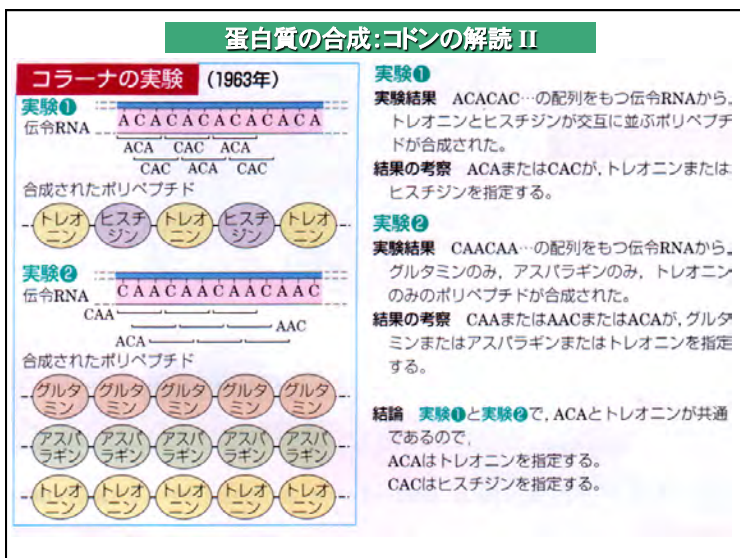 蛋白質の合成:コドンの解読 II
コラーナの実験 (1963年)
実験❶
伝令RNA
ACACACACACACA
ACA CAC ACA
CAC ACA CAC
合成されたポリペプチド
トレオニン ヒスチジン トレオニン ヒスチジン トレオニン
実験❷
伝令RNA
CAACAACAACAAC
CAA
AAC
ACA
合成されたポリペプチド
グルタミン グルタミン グルタミン グルタミン グルタミン
アスパラギン アスパラギン アスパラギン アスパラギン アスパラギン
トレオニン トレオニン トレオニン トレオニン トレオニン
実験❶
実験結果 ACACAC…の配列をもつ伝令RNAから,
トレオニンとヒスチジンが交互に並ぶポリペプチ
ドが合成された。
結果の考察 ACAまたはCACが,トレオニンまたは
ヒスチジンを指定する。
実験❷
実験結果 CAACAA…の配列をもつ伝令RNAから,
グルタミンのみ,アスパラギンのみ,トレオニン
のみのポリペプチドが合成された。
結果の考察 CAAまたはAACまたはACAが,グルタ
ミンまたはアスパラギンまたはトレオニンを指定
する。
結論 実験❶と実験❷で,ACAとトレオニンが共通
であるので,
ACAはトレオニンを指定する。
CACはヒスチジンを指定する。